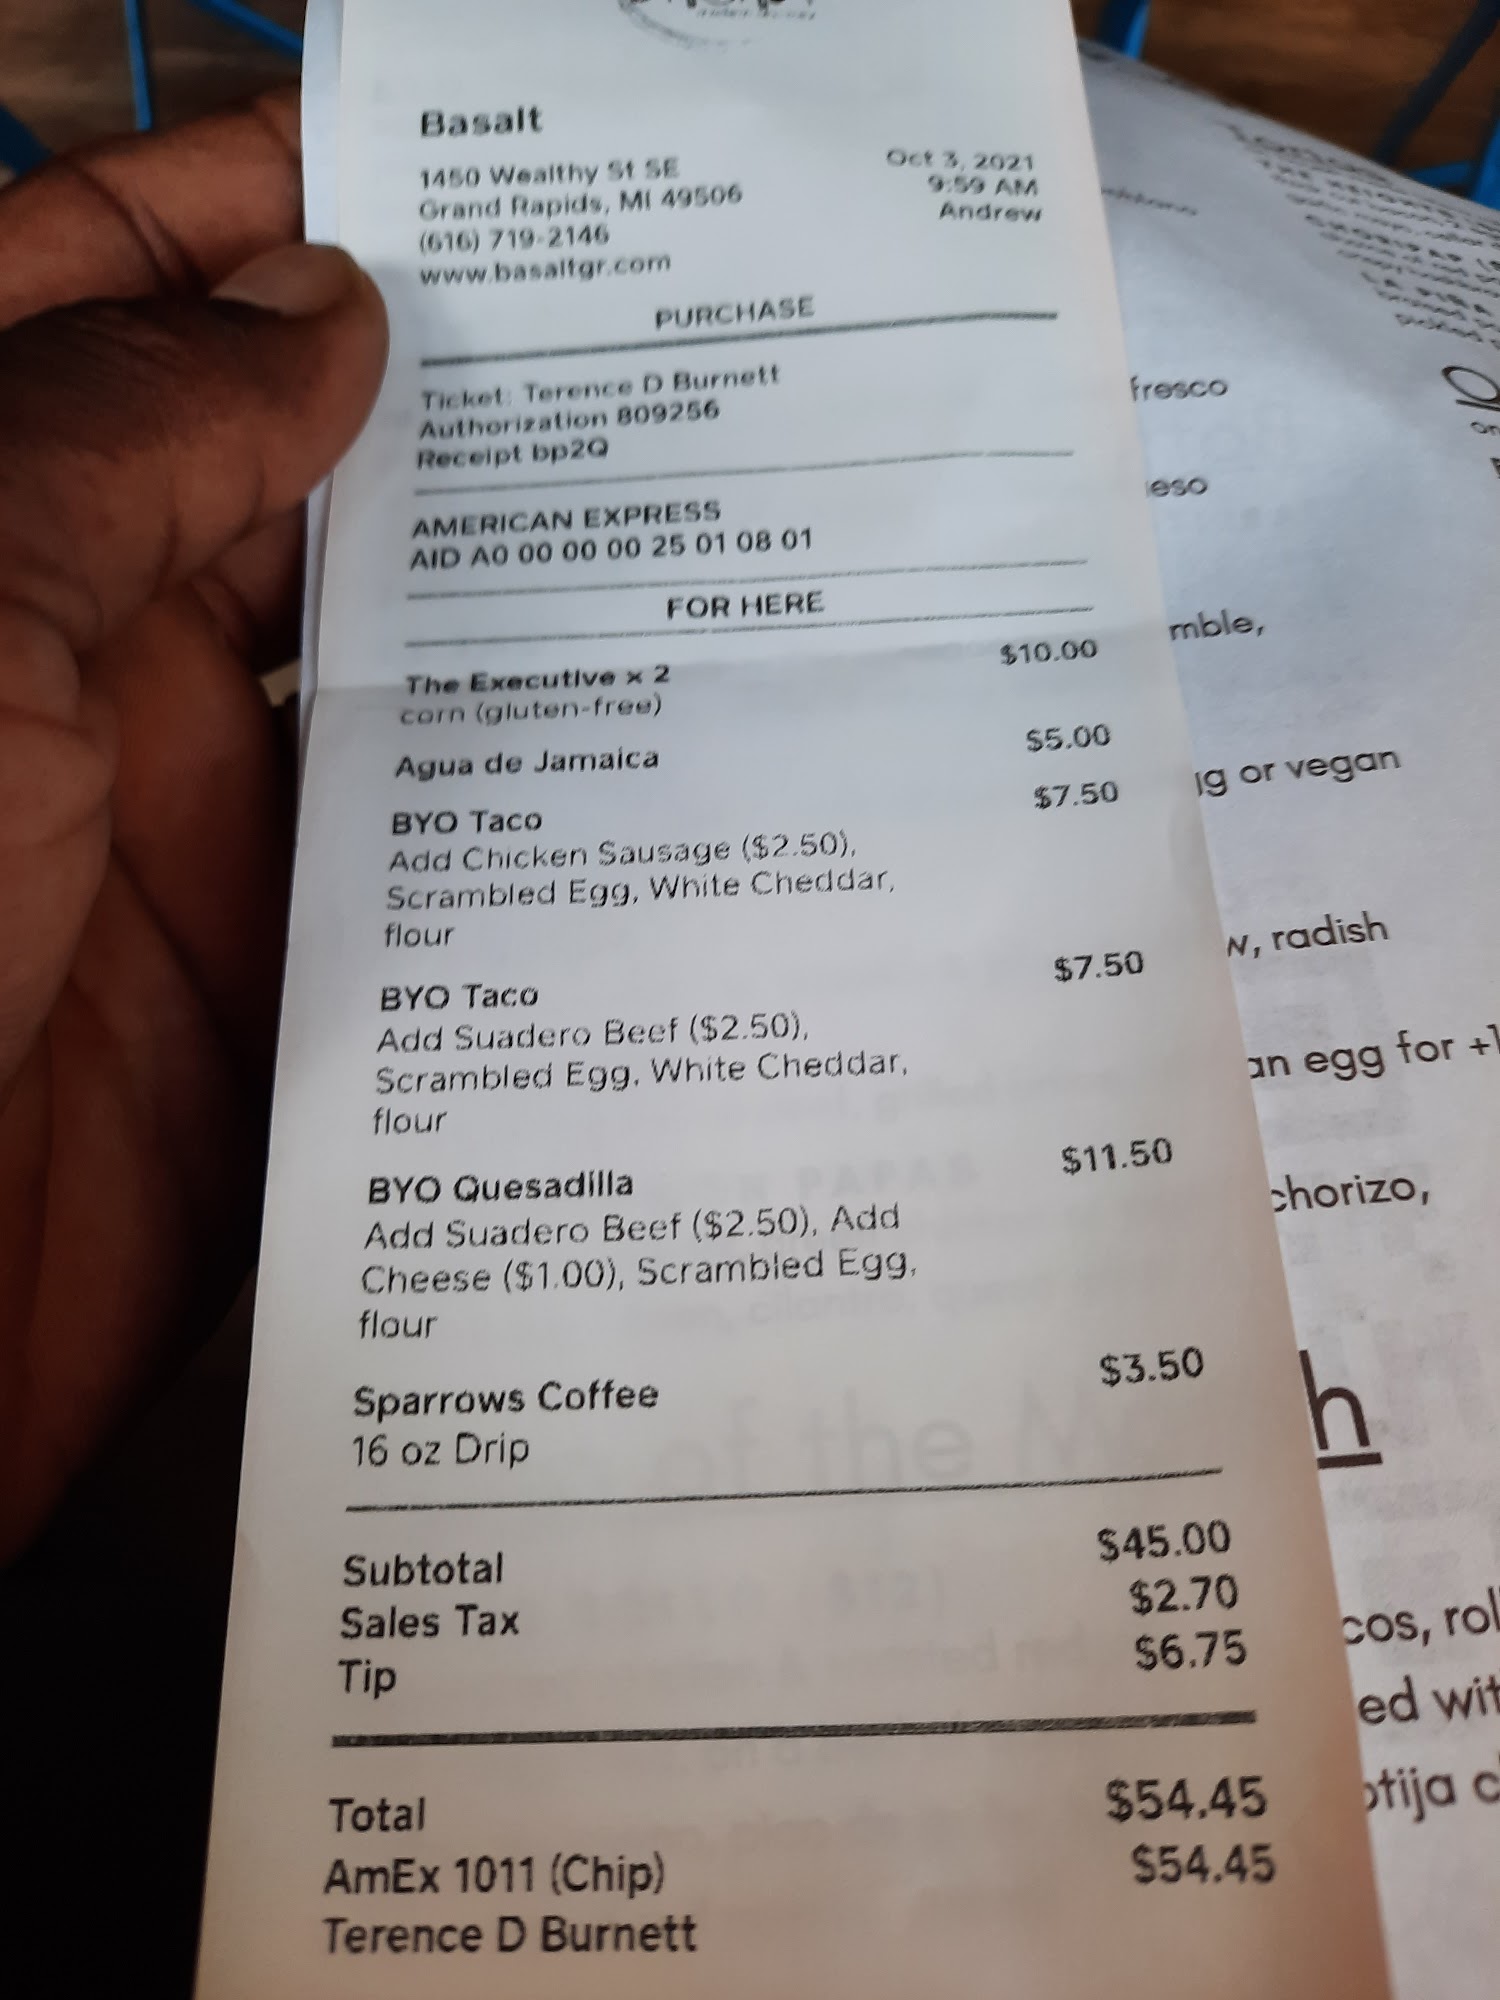 Basalt
1450 Wealthy St SE
Grand Rapids, MI 49506
(616) 719-2146
www.basaltgr.com
Oct 3, 2021
9:59 AM
Andrew
PURCHASE
Ticket: Terence D Burnett
Authorization 809256
Receipt bp2Q
AMERICAN EXPRESS
AID A0 00 00 00 25 01 08 01
FOR HERE
The Executive x 2 $10.00
corn (gluten-free)
Agua de Jamaica $5.00
BYO Taco $7.50
Add Chicken Sausage ($2.50),
Scrambled Egg, White Cheddar,
flour
BYO Taco $7.50
Add Suadero Beef ($2.50),
Scrambled Egg, White Cheddar,
flour
BYO Quesadilla $11.50
Add Suadero Beef ($2.50), Add
Cheese ($1.00), Scrambled Egg,
flour
Sparrows Coffee $3.50
16 oz Drip
Subtotal $45.00
Sales Tax $2.70
Tip $6.75
Total $54.45
AmEx 1011 (Chip) $54.45
Terence D Burnett
fresco
eso
mble,
g or vegan
w, radish
an egg for +1
chorizo,
h
cos, rol
ed wit
otija c